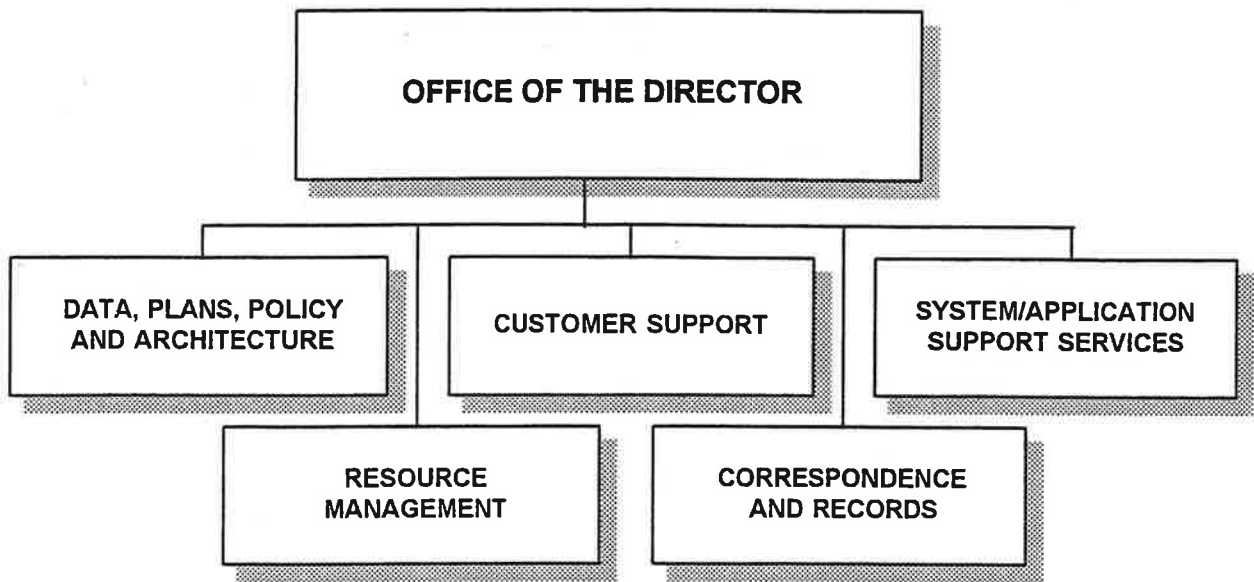 OFFICE OF THE DIRECTOR
DATA, PLANS, POLICY
AND ARCHITECTURE
CUSTOMER SUPPORT
SYSTEM/APPLICATION
SUPPORT SERVICES
RESOURCE
MANAGEMENT
CORRESPONDENCE
AND RECORDS